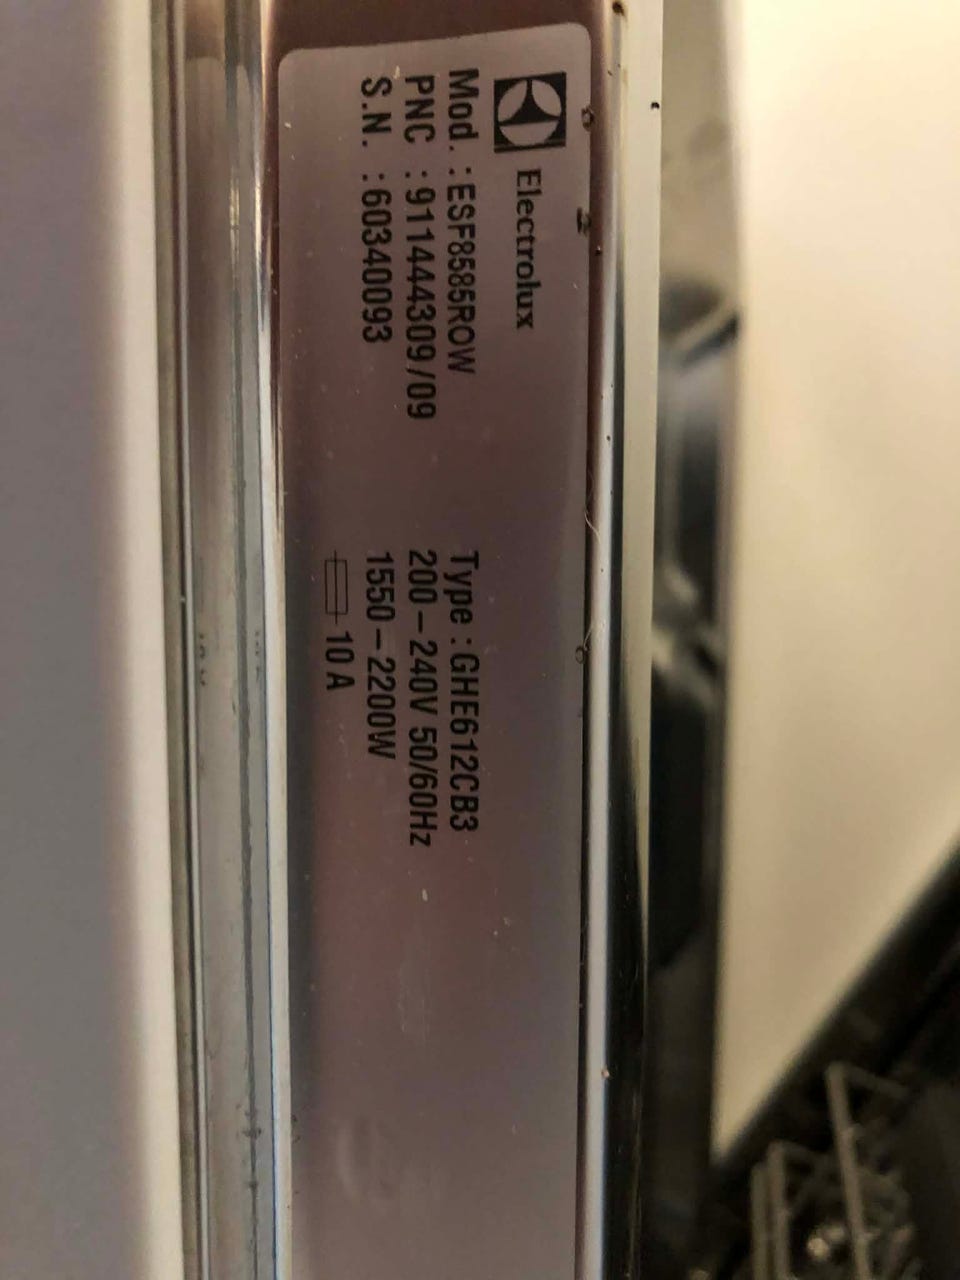 Electrolux
Mod. : ESF8585ROW
PNC : 911444309/09
S.N. : 60340093
Type : GHE612CB3
200-240V 50/60Hz
1550-2200W
10 A